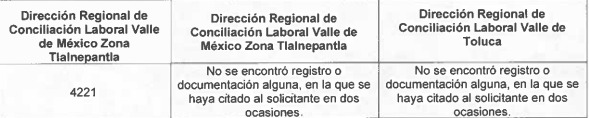 Dirección Regional de
Conciliación Laboral Valle
de México Zona
Tlalnepantla
Dirección Regional de
Conciliación Laboral Valle de
México Zona Tlalnepantla
Dirección Regional de
Conciliación Laboral Valle de
Toluca
4221
No se encontró registro o
documentación alguna, en la que se
haya citado al solicitante en dos
ocasiones.
No se encontró registro o
documentación alguna, en la que se
haya citado al solicitante en dos
ocasiones.